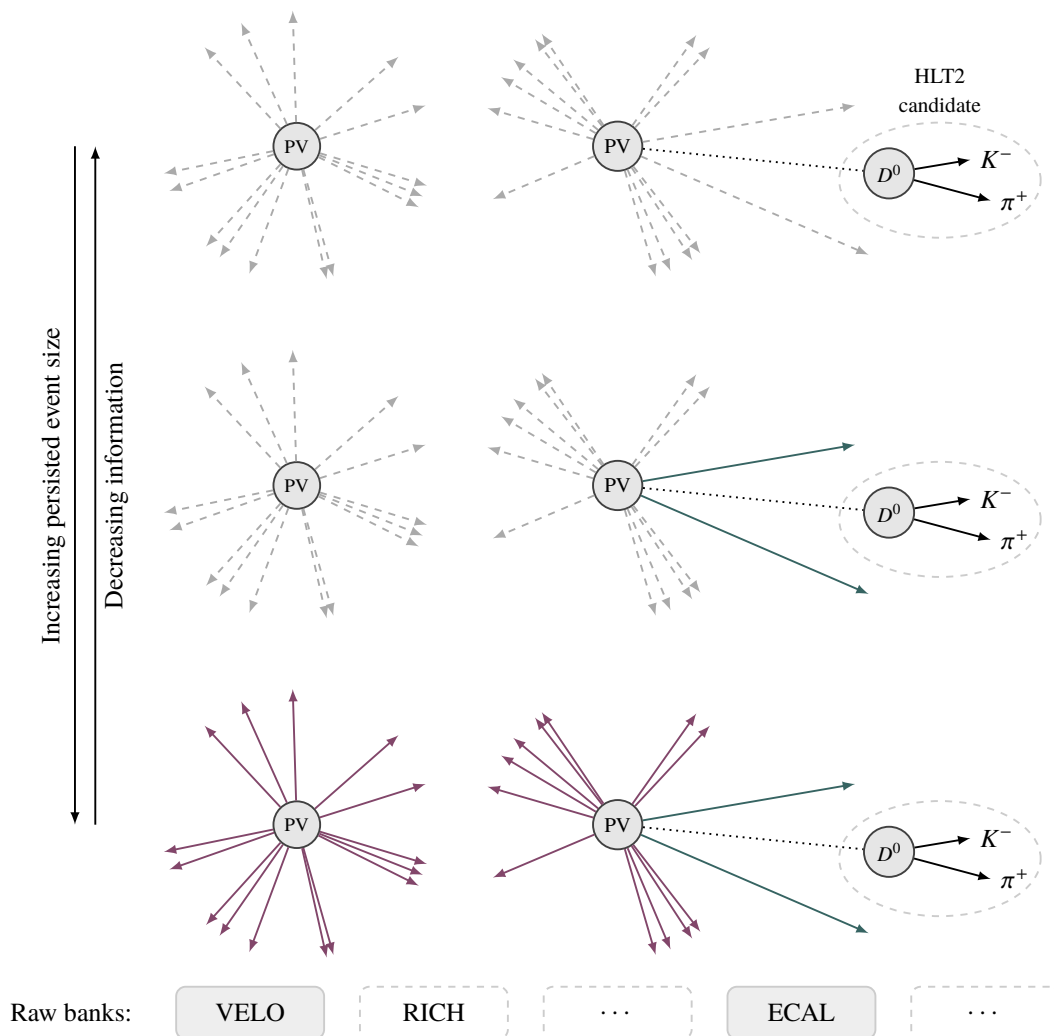 HLT2
candidate
PV
PV
D⁰
K⁻
π⁺
Increasing persisted event size
Decreasing information
PV
PV
D⁰
K⁻
π⁺
PV
PV
D⁰
K⁻
π⁺
Raw banks: VELO RICH ··· ECAL ···